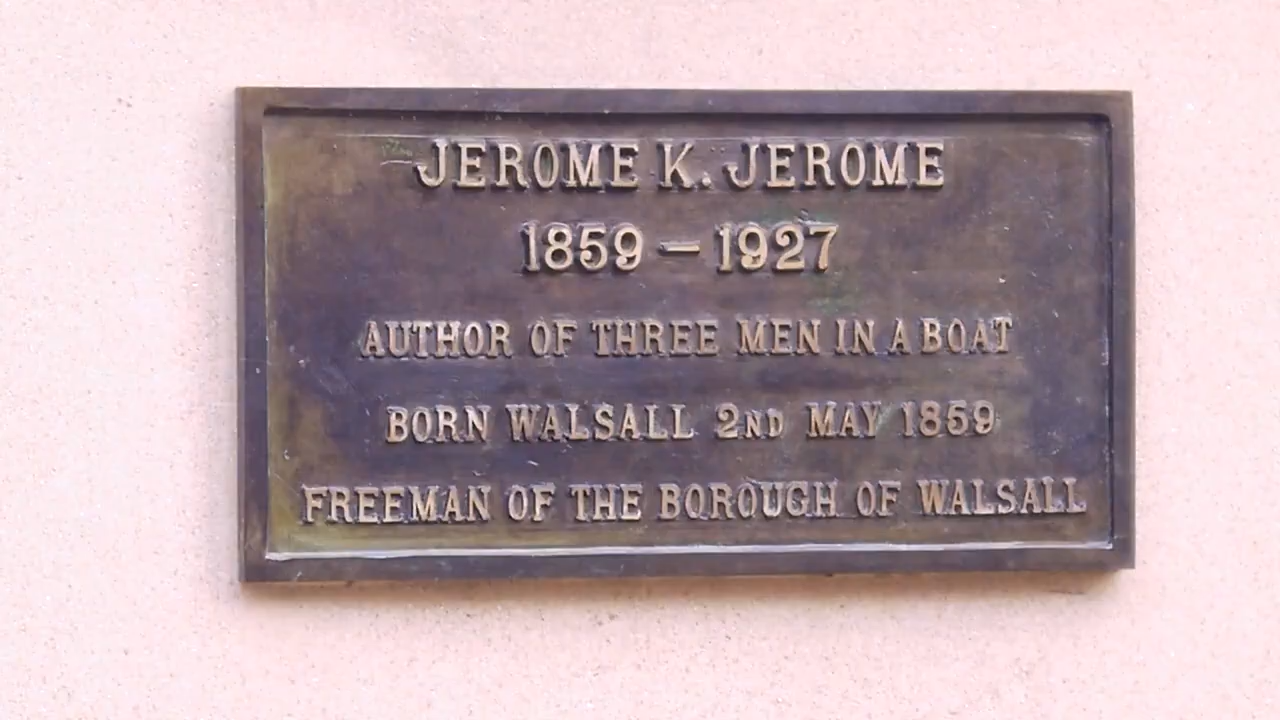 JEROME K. JEROME
1859 – 1927
AUTHOR OF THREE MEN IN A BOAT
BORN WALSALL 2ND MAY 1859
FREEMAN OF THE BOROUGH OF WALSALL